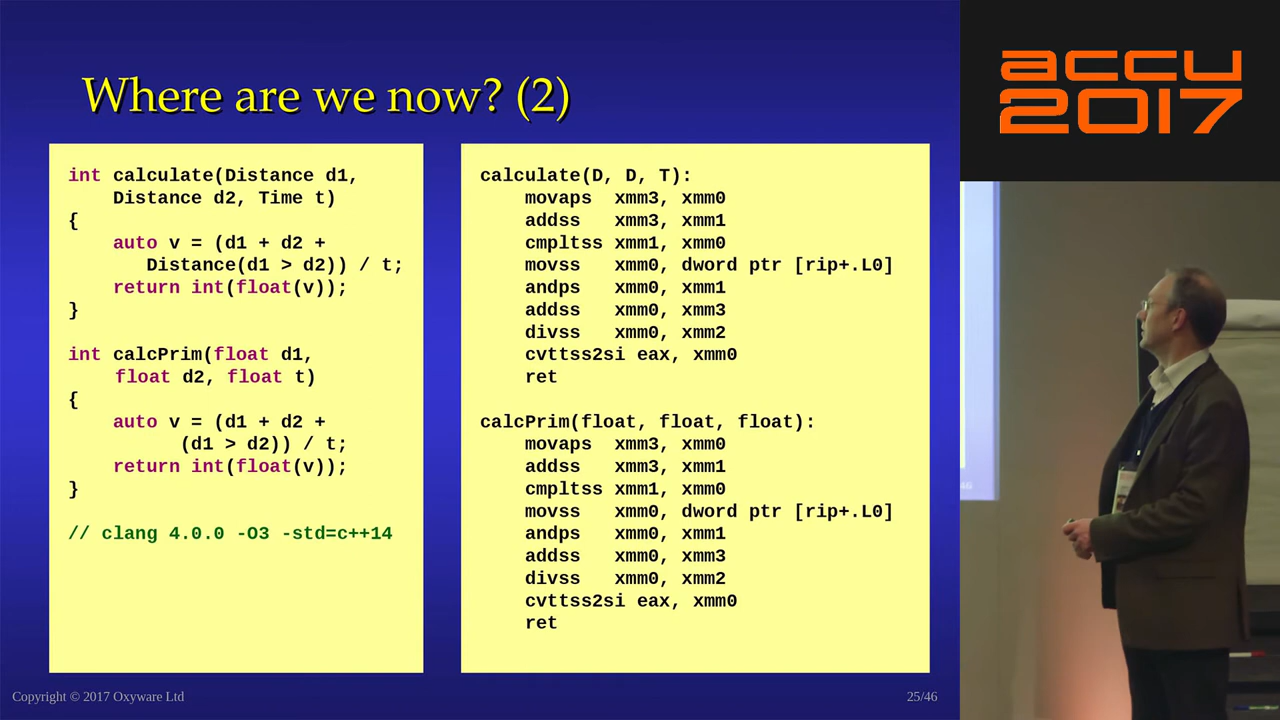 Where are we now? (2)
int calculate(Distance d1,
    Distance d2, Time t)
{
    auto v = (d1 + d2 +
       Distance(d1 > d2)) / t;
    return int(float(v));
}
int calcPrim(float d1,
    float d2, float t)
{
    auto v = (d1 + d2 +
          (d1 > d2)) / t;
    return int(float(v));
}
// clang 4.0.0 -O3 -std=c++14
calculate(D, D, T):
    movaps  xmm3, xmm0
    addss   xmm3, xmm1
    cmpltss xmm1, xmm0
    movss   xmm0, dword ptr [rip+.L0]
    andps   xmm0, xmm1
    addss   xmm0, xmm3
    divss   xmm0, xmm2
    cvttss2si eax, xmm0
    ret
calcPrim(float, float, float):
    movaps  xmm3, xmm0
    addss   xmm3, xmm1
    cmpltss xmm1, xmm0
    movss   xmm0, dword ptr [rip+.L0]
    andps   xmm0, xmm1
    addss   xmm0, xmm3
    divss   xmm0, xmm2
    cvttss2si eax, xmm0
    ret
Copyright © 2017 Oxyware Ltd
25/46
accu
2017